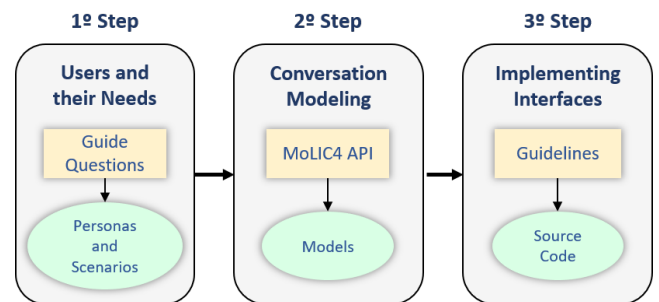 1º Step
2º Step
3º Step
Users and
their Needs
Guide
Questions
Personas
and
Scenarios
Conversation
Modeling
MoLIC4 API
Models
Implementing
Interfaces
Guidelines
Source
Code